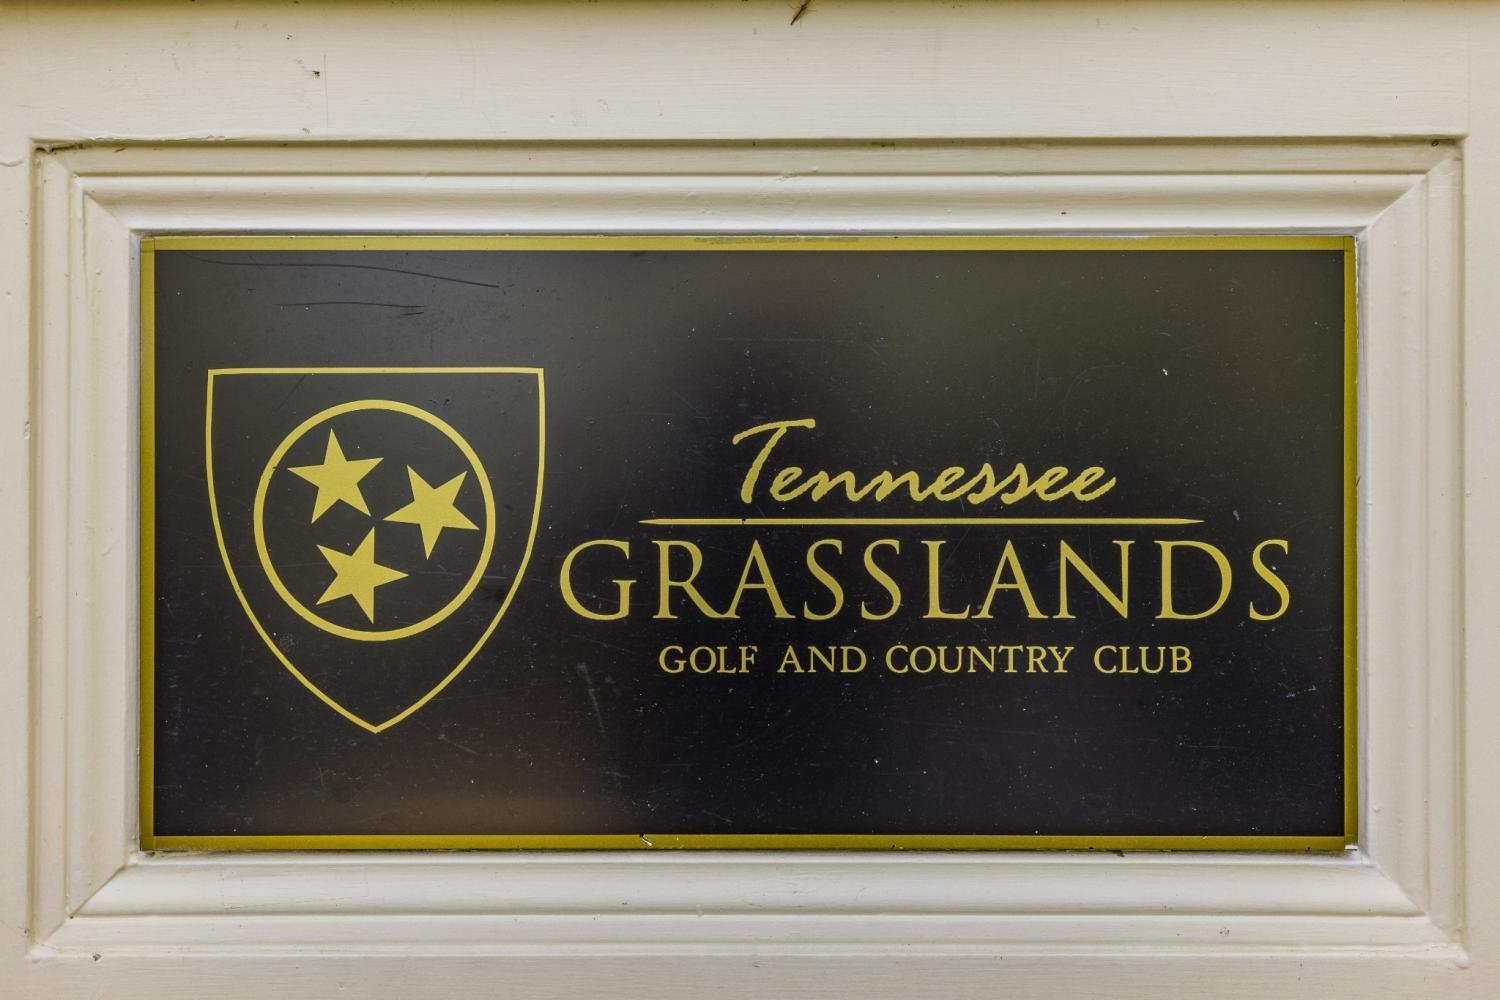 Tennessee
GRASSLANDS
GOLF AND COUNTRY CLUB